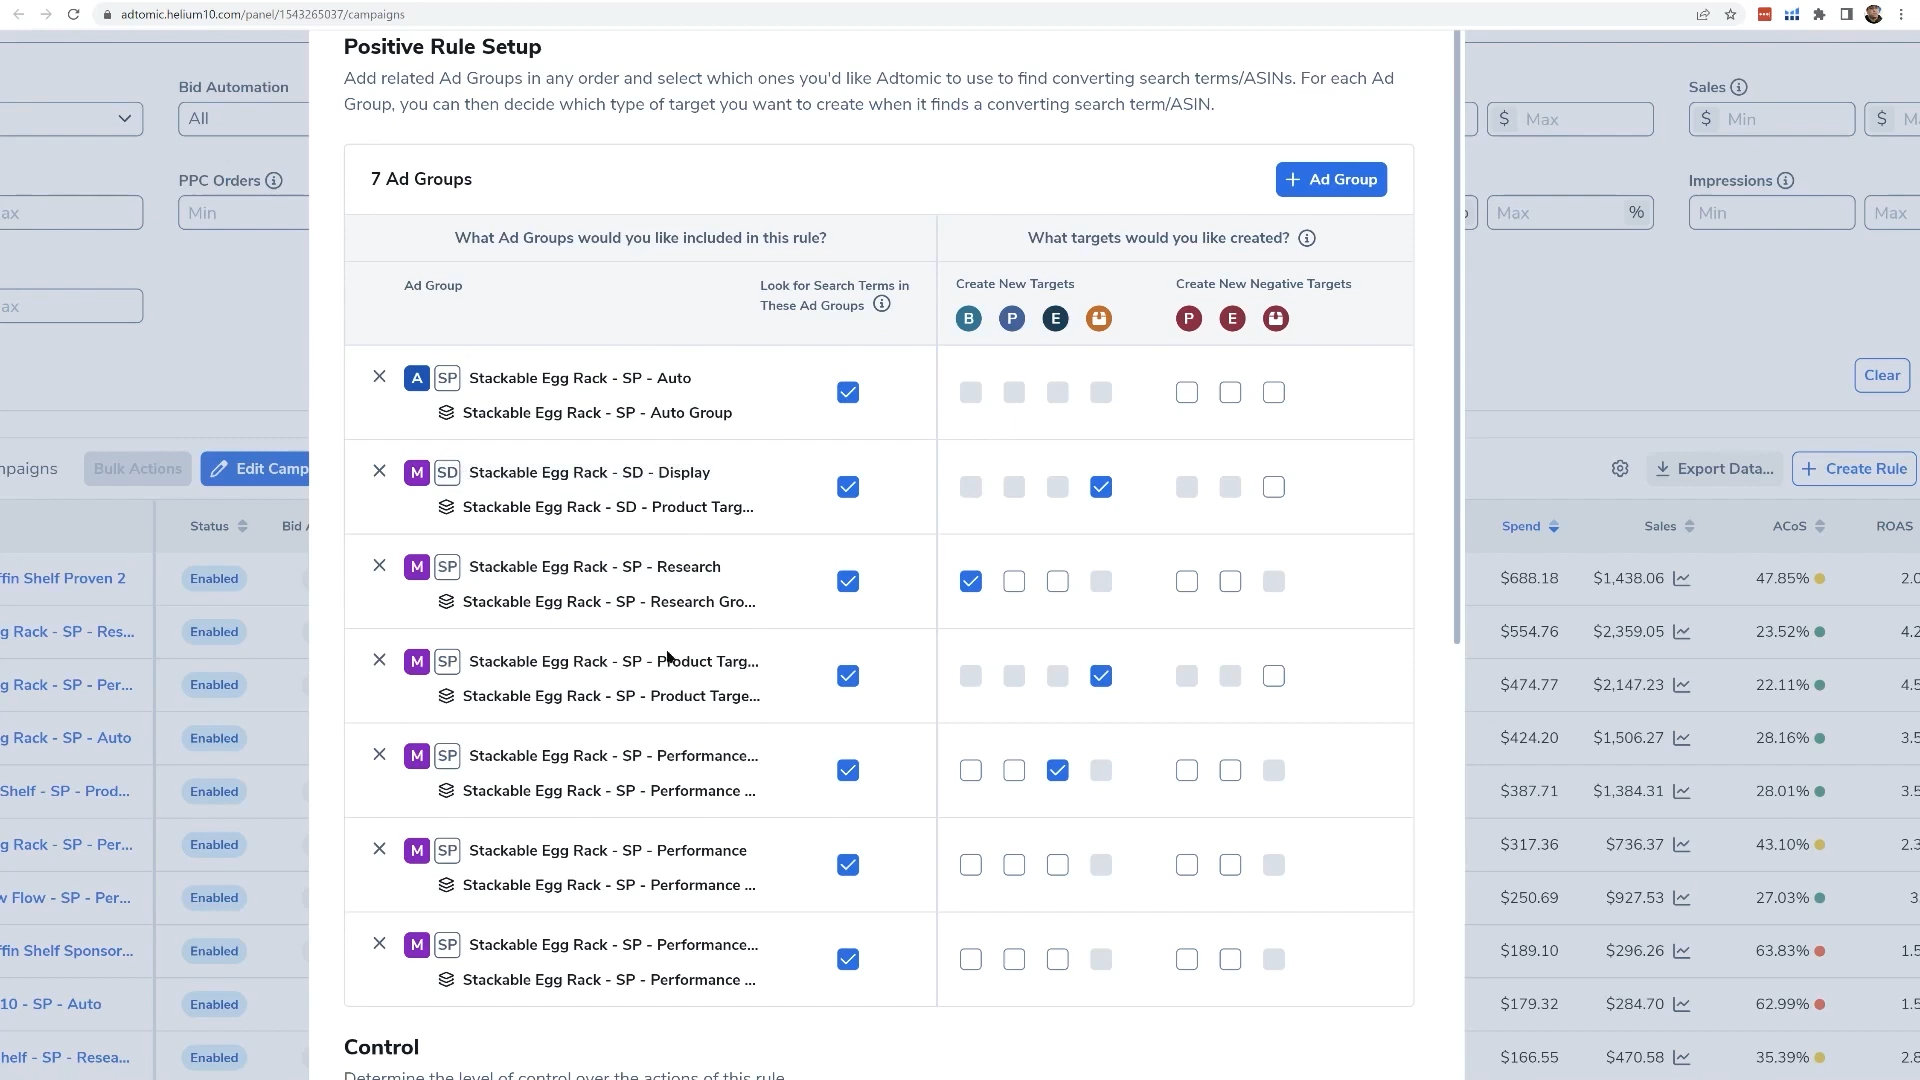 adtomic.helium10.com/panel/1543265037/campaigns
Positive Rule Setup
Add related Ad Groups in any order and select which ones you'd like Adtomic to use to find converting search terms/ASINs. For each Ad
Group, you can then decide which type of target you want to create when it finds a converting search term/ASIN.
Bid Automation
All
PPC Orders
Min
ax
ax
Sales
$ Max
$ Min
$ M
Impressions
Max %
Min
Max
Clear
7 Ad Groups
+ Ad Group
What Ad Groups would you like included in this rule?
What targets would you like created?
Ad Group
Look for Search Terms in
These Ad Groups
Create New Targets
Create New Negative Targets
B P E
P E
A SP Stackable Egg Rack - SP - Auto
Stackable Egg Rack - SP - Auto Group
M SD Stackable Egg Rack - SD - Display
Stackable Egg Rack - SD - Product Targ...
M SP Stackable Egg Rack - SP - Research
Stackable Egg Rack - SP - Research Gro...
M SP Stackable Egg Rack - SP - Product Targ...
Stackable Egg Rack - SP - Product Targe...
M SP Stackable Egg Rack - SP - Performance...
Stackable Egg Rack - SP - Performance ...
M SP Stackable Egg Rack - SP - Performance
Stackable Egg Rack - SP - Performance ...
M SP Stackable Egg Rack - SP - Performance...
Stackable Egg Rack - SP - Performance ...
Control
Determine the level of control over the actions of this rule
mpaigns
Bulk Actions
Edit Camp
Status
Bid A
ffin Shelf Proven 2 Enabled
g Rack - SP - Res... Enabled
g Rack - SP - Per... Enabled
g Rack - SP - Auto Enabled
Shelf - SP - Prod... Enabled
g Rack - SP - Per... Enabled
w Flow - SP - Per... Enabled
ffin Shelf Sponsor... Enabled
10 - SP - Auto Enabled
helf - SP - Resea... Enabled
Export Data...
+ Create Rule
Spend Sales ACoS ROAS
$688.18 $1,438.06 47.85% 2.0
$554.76 $2,359.05 23.52% 4.2
$474.77 $2,147.23 22.11% 4.5
$424.20 $1,506.27 28.16% 3.5
$387.71 $1,384.31 28.01% 3.5
$317.36 $736.37 43.10% 2.3
$250.69 $927.53 27.03% 3.
$189.10 $296.26 63.83% 1.5
$179.32 $284.70 62.99% 1.5
$166.55 $470.58 35.39% 2.8